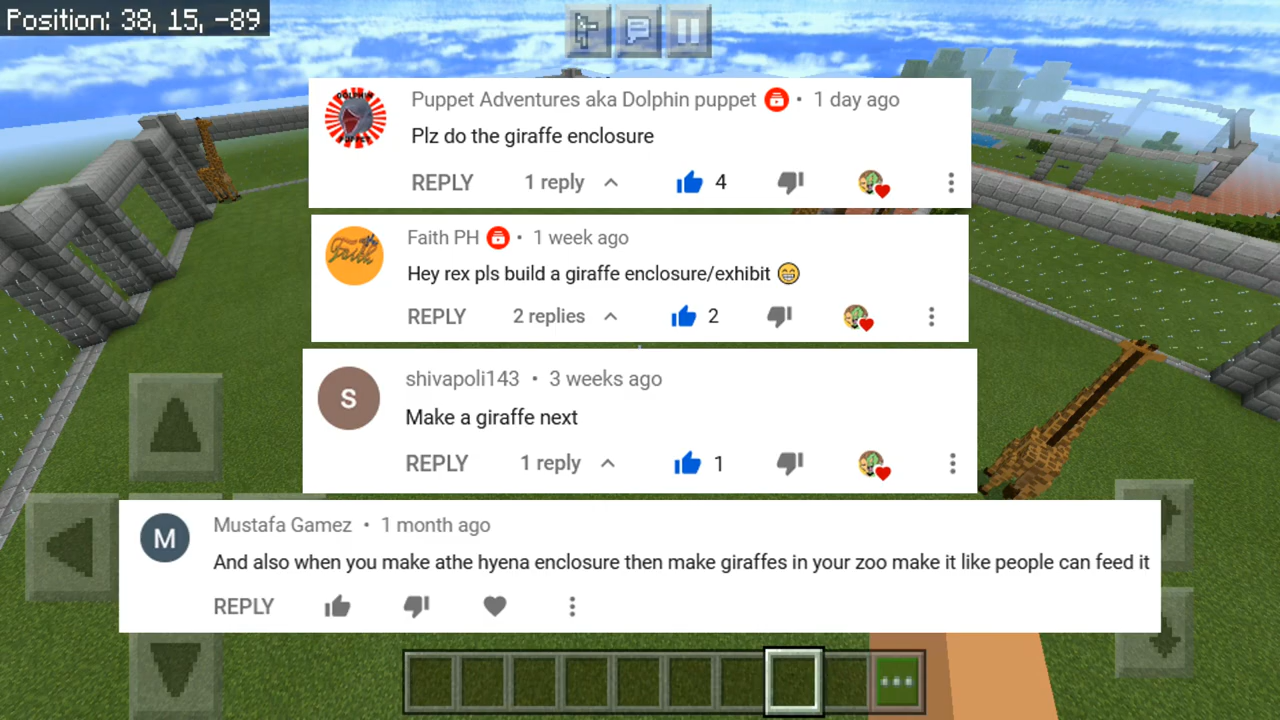 Position: 38, 15, -89
DOLPHIN
PUPPET
Puppet Adventures aka Dolphin puppet • 1 day ago
Plz do the giraffe enclosure
REPLY 1 reply 4
Faith
Faith PH • 1 week ago
Hey rex pls build a giraffe enclosure/exhibit 😁
REPLY 2 replies 2
S
shivapoli143 • 3 weeks ago
Make a giraffe next
REPLY 1 reply 1
M
Mustafa Gamez • 1 month ago
And also when you make athe hyena enclosure then make giraffes in your zoo make it like people can feed it
REPLY